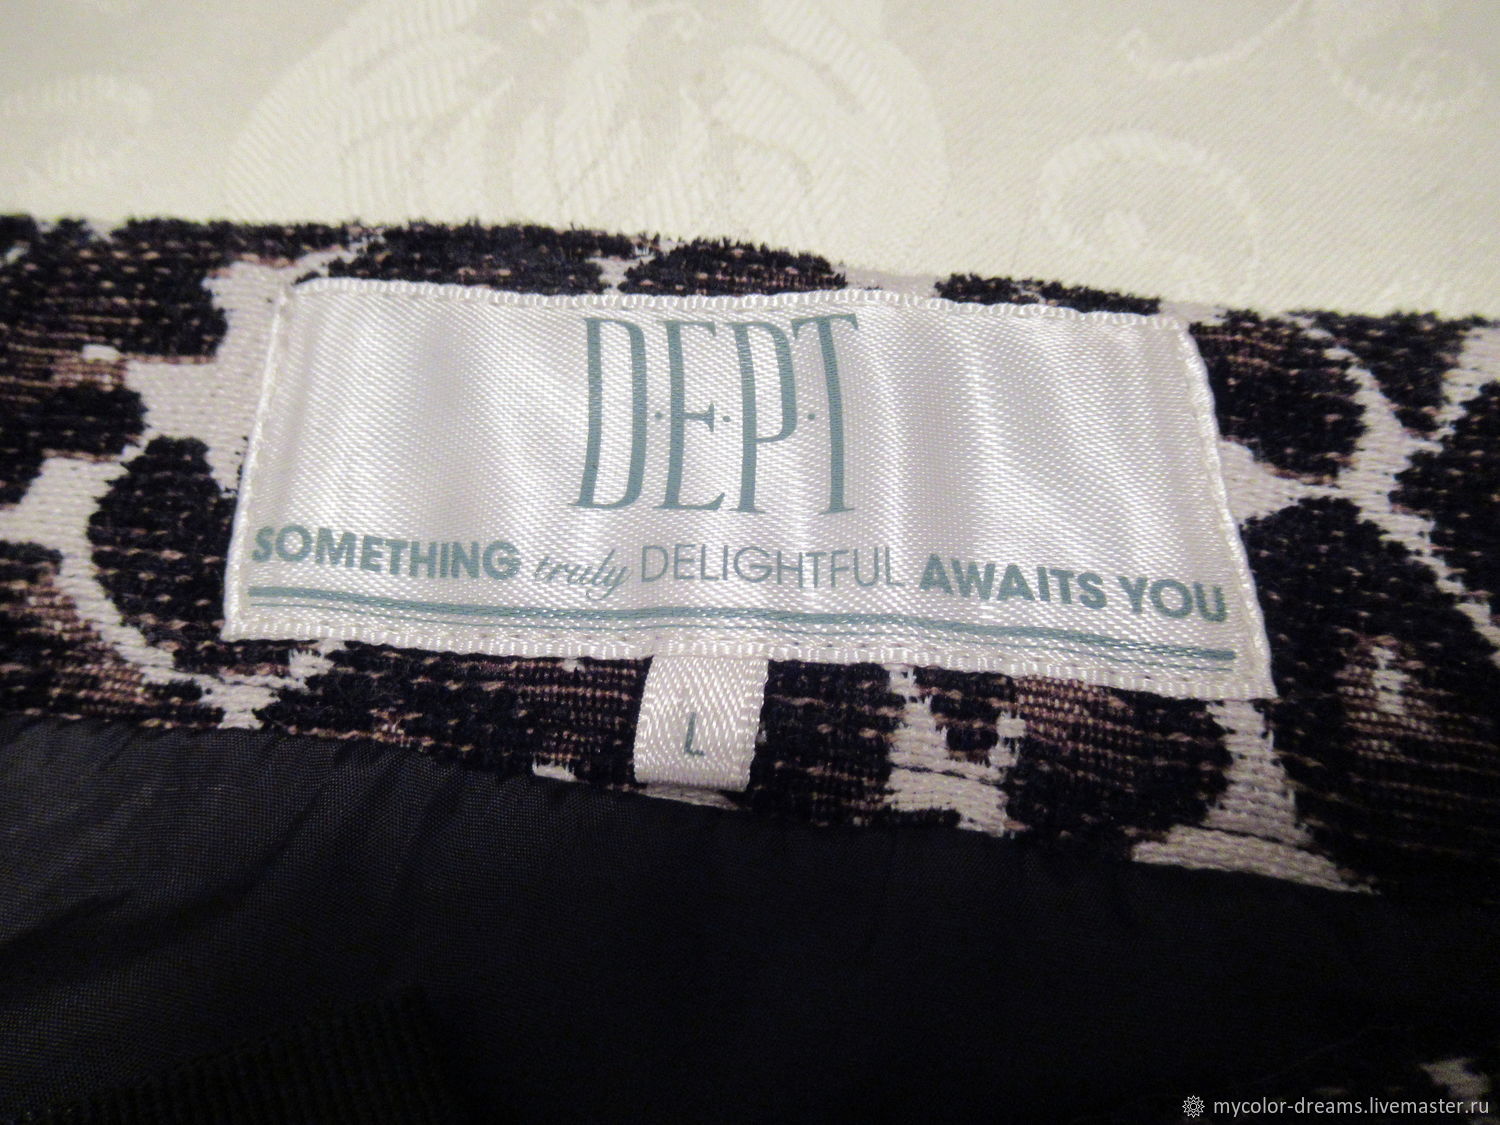 D·E·P·T
SOMETHING truly DELIGHTFUL AWAITS YOU
L
mycolor-dreams.livemaster.ru